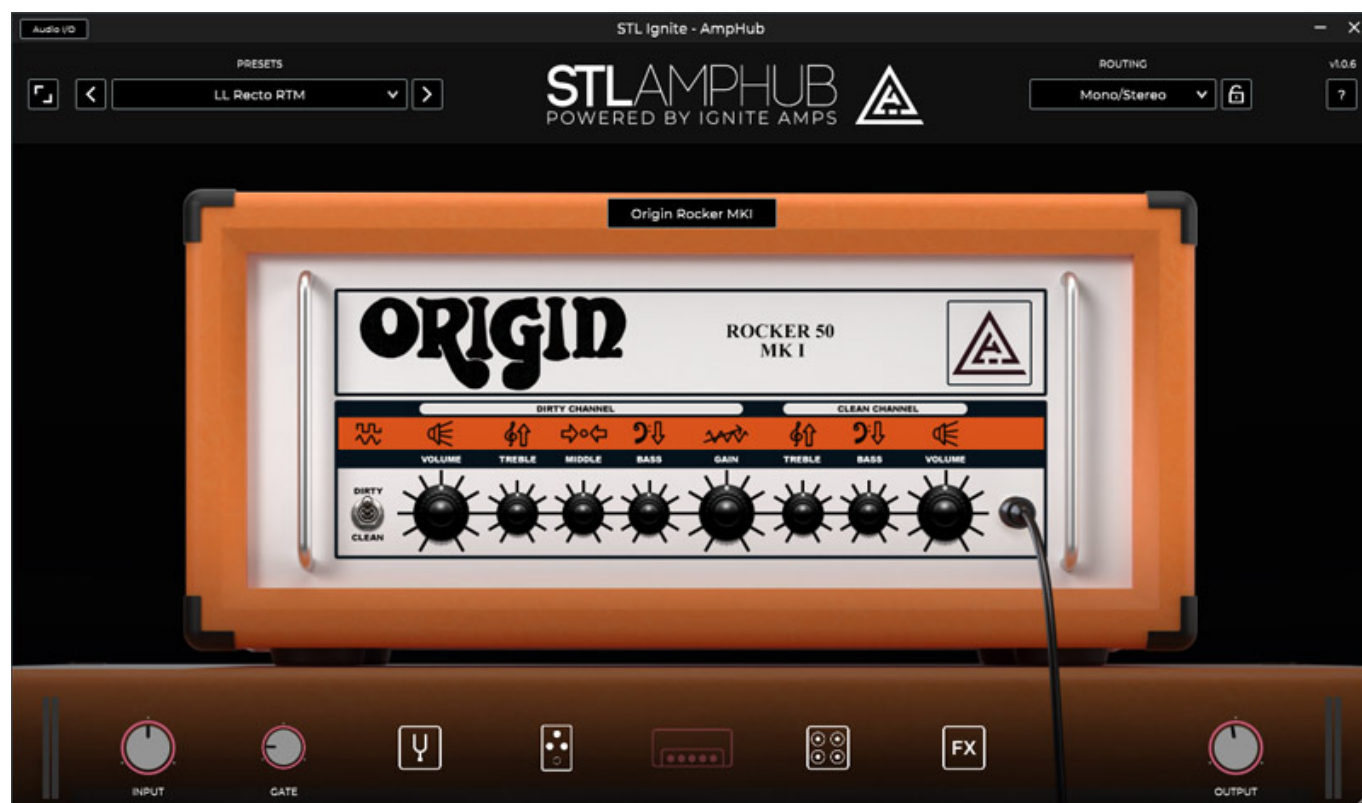 Audio I/O
STL Ignite - AmpHub
PRESETS
LL Recto RTM
STLAMPHUB
POWERED BY IGNITE AMPS
ROUTING
Mono/Stereo
v1.0.6
?
Origin Rocker MKI
ORIGIN
ROCKER 50
MK I
DIRTY CHANNEL
CLEAN CHANNEL
VOLUME TREBLE MIDDLE BASS GAIN TREBLE BASS VOLUME
DIRTY
CLEAN
FX
INPUT
GATE
OUTPUT